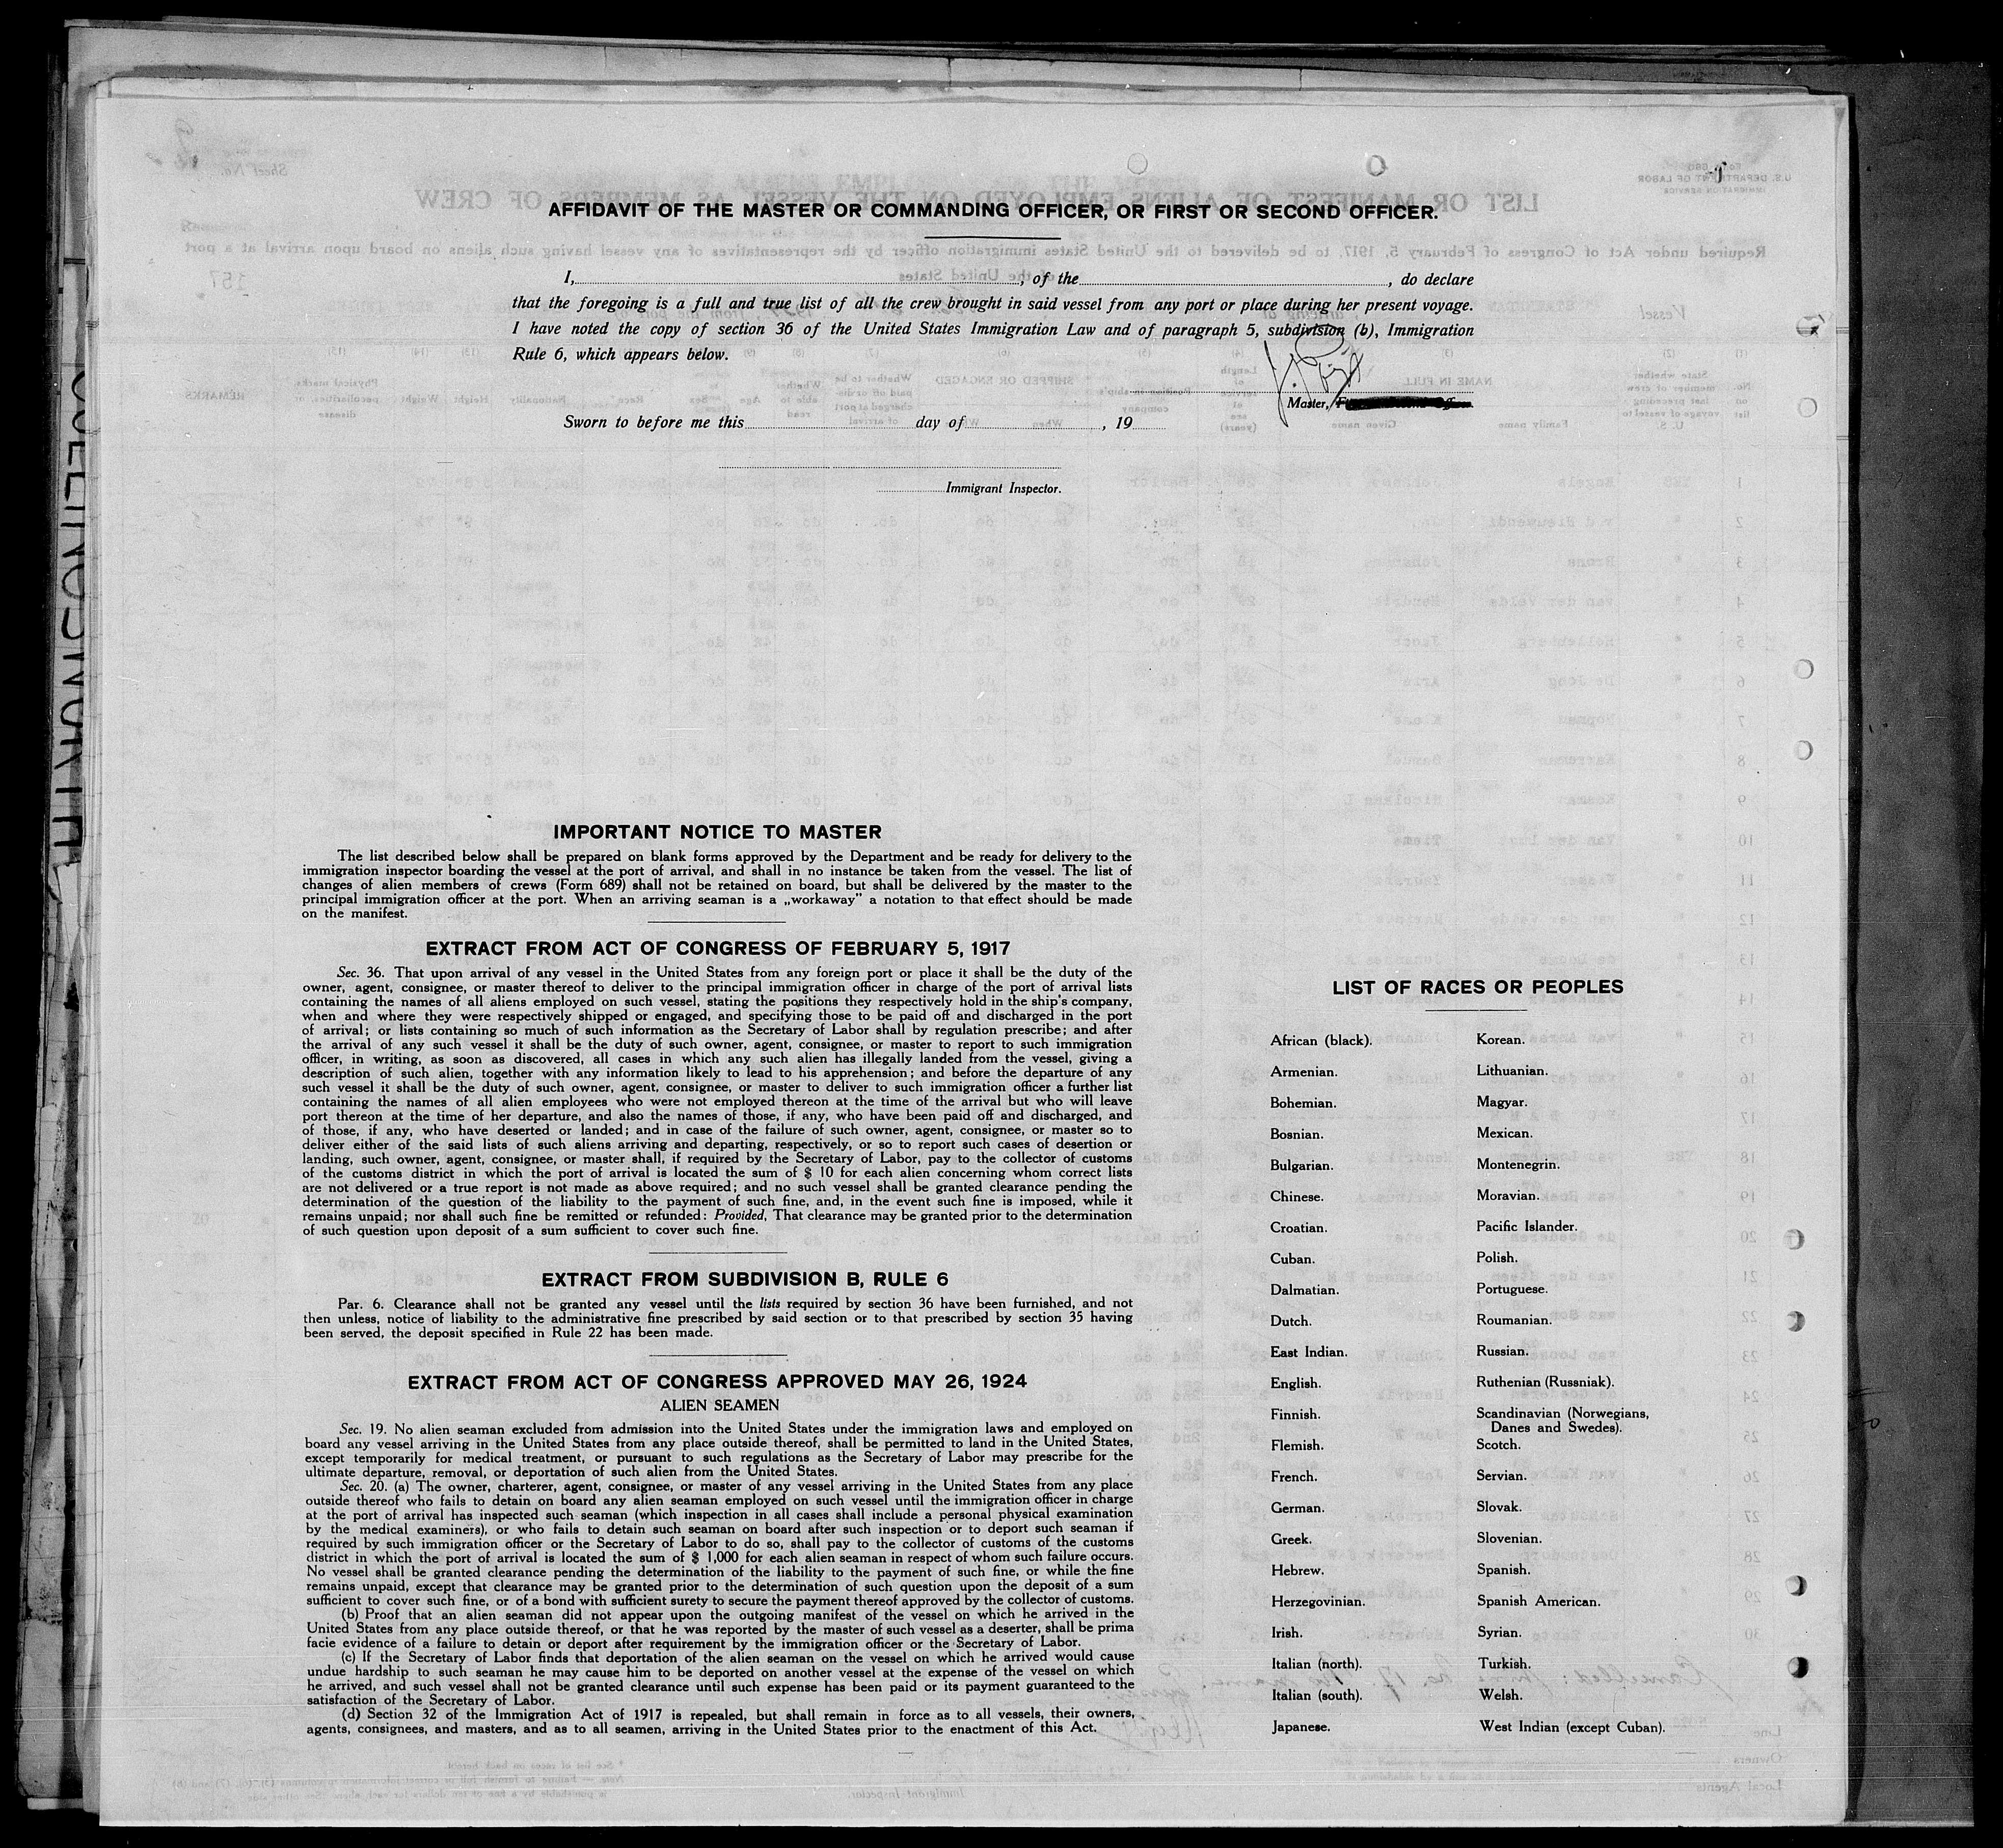 AFFIDAVIT OF THE MASTER OR COMMANDING OFFICER, OR FIRST OR SECOND OFFICER.
I, , of the , do declare
that the foregoing is a full and true list of all the crew brought in said vessel from any port or place during her present voyage.
I have noted the copy of section 36 of the United States Immigration Law and of paragraph 5, subdivision (b), Immigration
Rule 6, which appears below.
Master,
Sworn to before me this day of , 19
Immigrant Inspector.
IMPORTANT NOTICE TO MASTER
The list described below shall be prepared on blank forms approved by the Department and be ready for delivery to the
immigration inspector boarding the vessel at the port of arrival, and shall in no instance be taken from the vessel. The list of
changes of alien members of crews (Form 689) shall not be retained on board, but shall be delivered by the master to the
principal immigration officer at the port. When an arriving seaman is a „workaway” a notation to that effect should be made
on the manifest.
EXTRACT FROM ACT OF CONGRESS OF FEBRUARY 5, 1917
Sec. 36. That upon arrival of any vessel in the United States from any foreign port or place it shall be the duty of the
owner, agent, consignee, or master thereof to deliver to the principal immigration officer in charge of the port of arrival lists
containing the names of all aliens employed on such vessel, stating the positions they respectively hold in the ship's company,
when and where they were respectively shipped or engaged, and specifying those to be paid off and discharged in the port
of arrival; or lists containing so much of such information as the Secretary of Labor shall by regulation prescribe; and after
the arrival of any such vessel it shall be the duty of such owner, agent, consignee, or master to report to such immigration
officer, in writing, as soon as discovered, all cases in which any such alien has illegally landed from the vessel, giving a
description of such alien, together with any information likely to lead to his apprehension; and before the departure of any
such vessel it shall be the duty of such owner, agent, consignee, or master to deliver to such immigration officer a further list
containing the names of all alien employees who were not employed thereon at the time of the arrival but who will leave
port thereon at the time of her departure, and also the names of those, if any, who have been paid off and discharged, and
of those, if any, who have deserted or landed; and in case of the failure of such owner, agent, consignee, or master so to
deliver either of the said lists of such aliens arriving and departing, respectively, or so to report such cases of desertion or
landing, such owner, agent, consignee, or master shall, if required by the Secretary of Labor, pay to the collector of customs
of the customs district in which the port of arrival is located the sum of $ 10 for each alien concerning whom correct lists
are not delivered or a true report is not made as above required; and no such vessel shall be granted clearance pending the
determination of the question of the liability to the payment of such fine, and, in the event such fine is imposed, while it
remains unpaid; nor shall such fine be remitted or refunded: Provided, That clearance may be granted prior to the determination
of such question upon deposit of a sum sufficient to cover such fine.
EXTRACT FROM SUBDIVISION B, RULE 6
Par. 6. Clearance shall not be granted any vessel until the lists required by section 36 have been furnished, and not
then unless, notice of liability to the administrative fine prescribed by said section or to that prescribed by section 35 having
been served, the deposit specified in Rule 22 has been made.
EXTRACT FROM ACT OF CONGRESS APPROVED MAY 26, 1924
ALIEN SEAMEN
Sec. 19. No alien seaman excluded from admission into the United States under the immigration laws and employed on
board any vessel arriving in the United States from any place outside thereof, shall be permitted to land in the United States,
except temporarily for medical treatment, or pursuant to such regulations as the Secretary of Labor may prescribe for the
ultimate departure, removal, or deportation of such alien from the United States.
Sec. 20. (a) The owner, charterer, agent, consignee, or master of any vessel arriving in the United States from any place
outside thereof who fails to detain on board any alien seaman employed on such vessel until the immigration officer in charge
at the port of arrival has inspected such seaman (which inspection in all cases shall include a personal physical examination
by the medical examiners), or who fails to detain such seaman on board after such inspection or to deport such seaman if
required by such immigration officer or the Secretary of Labor to do so, shall pay to the collector of customs of the customs
district in which the port of arrival is located the sum of $ 1,000 for each alien seaman in respect of whom such failure occurs.
No vessel shall be granted clearance pending the determination of the liability to the payment of such fine, or while the fine
remains unpaid, except that clearance may be granted prior to the determination of such question upon the deposit of a sum
sufficient to cover such fine, or of a bond with sufficient surety to secure the payment thereof approved by the collector of customs.
(b) Proof that an alien seaman did not appear upon the outgoing manifest of the vessel on which he arrived in the
United States from any place outside thereof, or that he was reported by the master of such vessel as a deserter, shall be prima
facie evidence of a failure to detain or deport after requirement by the immigration officer or the Secretary of Labor.
(c) If the Secretary of Labor finds that deportation of the alien seaman on the vessel on which he arrived would cause
undue hardship to such seaman he may cause him to be deported on another vessel at the expense of the vessel on which
he arrived, and such vessel shall not be granted clearance until such expense has been paid or its payment guaranteed to the
satisfaction of the Secretary of Labor.
(d) Section 32 of the Immigration Act of 1917 is repealed, but shall remain in force as to all vessels, their owners,
agents, consignees, and masters, and as to all seamen, arriving in the United States prior to the enactment of this Act.
LIST OF RACES OR PEOPLES
African (black).
Armenian.
Bohemian.
Bosnian.
Bulgarian.
Chinese.
Croatian.
Cuban.
Dalmatian.
Dutch.
East Indian.
English.
Finnish.
Flemish.
French.
German.
Greek.
Hebrew.
Herzegovinian.
Irish.
Italian (north).
Italian (south).
Japanese.
Korean.
Lithuanian.
Magyar.
Mexican.
Montenegrin.
Moravian.
Pacific Islander.
Polish.
Portuguese.
Roumanian.
Russian.
Ruthenian (Russniak).
Scandinavian (Norwegians,
Danes and Swedes).
Scotch.
Servian.
Slovak.
Slovenian.
Spanish.
Spanish American.
Syrian.
Turkish.
Welsh.
West Indian (except Cuban).